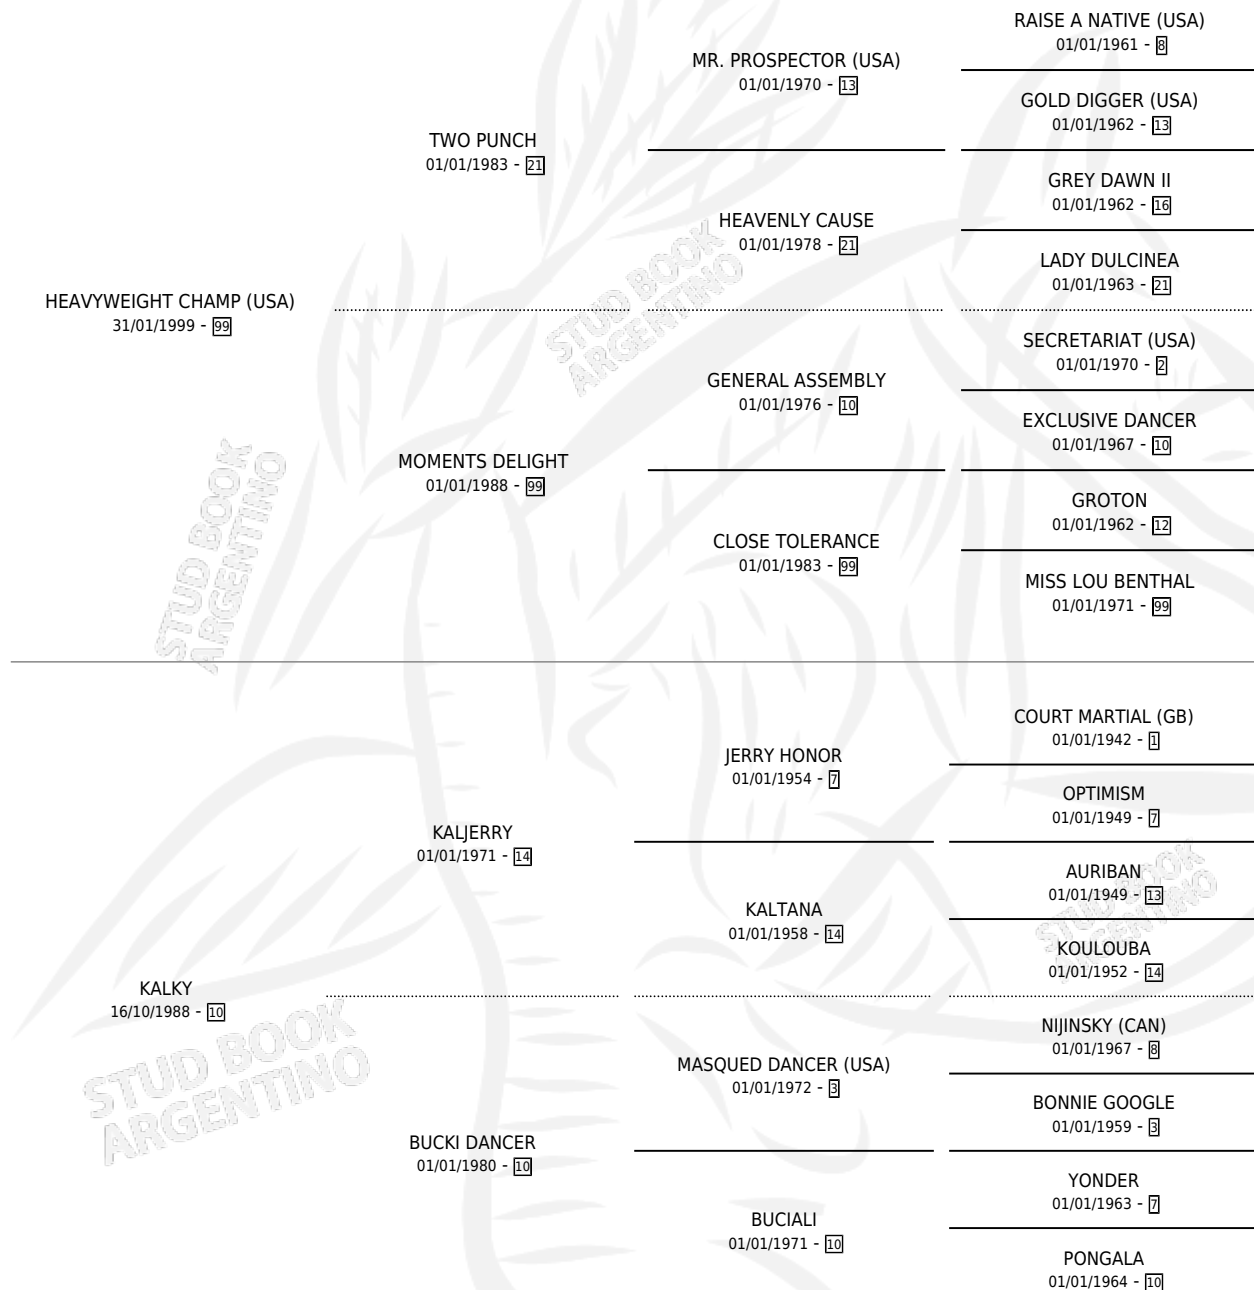 RAISE A NATIVE (USA)
01/01/1961 - 8
MR. PROSPECTOR (USA)
01/01/1970 - 13
GOLD DIGGER (USA)
01/01/1962 - 13
TWO PUNCH
01/01/1983 - 21
GREY DAWN II
01/01/1962 - 16
HEAVENLY CAUSE
01/01/1978 - 21
LADY DULCINEA
01/01/1963 - 21
HEAVYWEIGHT CHAMP (USA)
31/01/1999 - 99
SECRETARIAT (USA)
01/01/1970 - 2
GENERAL ASSEMBLY
01/01/1976 - 10
EXCLUSIVE DANCER
01/01/1967 - 10
MOMENTS DELIGHT
01/01/1988 - 99
GROTON
01/01/1962 - 12
CLOSE TOLERANCE
01/01/1983 - 99
MISS LOU BENTHAL
01/01/1971 - 99
COURT MARTIAL (GB)
01/01/1942 - 1
JERRY HONOR
01/01/1954 - 7
OPTIMISM
01/01/1949 - 7
KALJERRY
01/01/1971 - 14
AURIBAN
01/01/1949 - 13
KALTANA
01/01/1958 - 14
KOULOUBA
01/01/1952 - 14
KALKY
16/10/1988 - 10
NIJINSKY (CAN)
01/01/1967 - 8
MASQUED DANCER (USA)
01/01/1972 - 3
BONNIE GOOGLE
01/01/1959 - 3
BUCKI DANCER
01/01/1980 - 10
YONDER
01/01/1963 - 7
BUCIALI
01/01/1971 - 10
PONGALA
01/01/1964 - 10
STUD BOOK
ARGENTINO
STUD BOOK
ARGENTINO
STUD BOOK
ARGENTINO
STUD BOOK
ARGENTINO